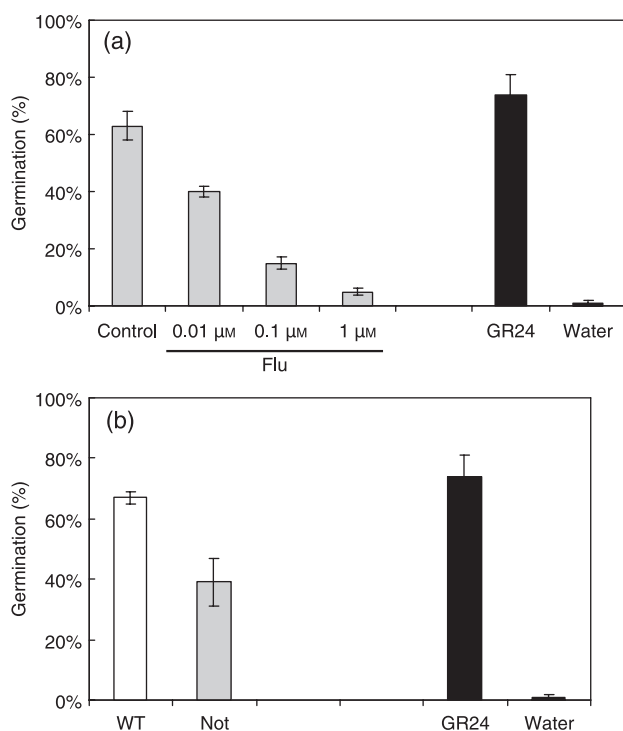 100%
(a)
80%
60%
40%
20%
0%
Germination (%)
Control 0.01 μM 0.1 μM 1 μM GR24 Water
Flu
100%
(b)
80%
60%
40%
20%
0%
Germination (%)
WT Not GR24 Water